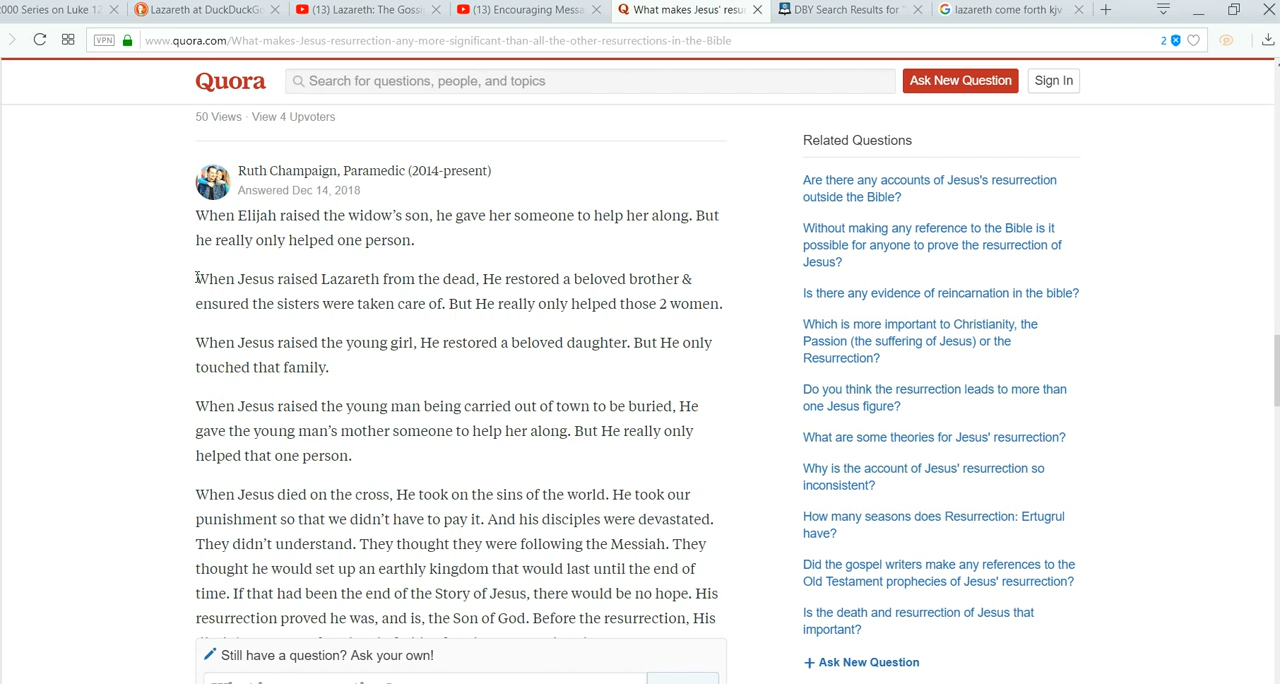 000 Series on Luke 12
Lazareth at DuckDuckGo
(13) Lazareth: The Gossi
(13) Encouraging Messa
What makes Jesus' resu
DBY Search Results for "
lazareth come forth kjv
VPN
www.quora.com/What-makes-Jesus-resurrection-any-more-significant-than-all-the-other-resurrections-in-the-Bible
2
Quora
Search for questions, people, and topics
Ask New Question
Sign In
50 Views · View 4 Upvoters
Ruth Champaign, Paramedic (2014-present)
Answered Dec 14, 2018
When Elijah raised the widow's son, he gave her someone to help her along. But
he really only helped one person.
When Jesus raised Lazareth from the dead, He restored a beloved brother &
ensured the sisters were taken care of. But He really only helped those 2 women.
When Jesus raised the young girl, He restored a beloved daughter. But He only
touched that family.
When Jesus raised the young man being carried out of town to be buried, He
gave the young man's mother someone to help her along. But He really only
helped that one person.
When Jesus died on the cross, He took on the sins of the world. He took our
punishment so that we didn't have to pay it. And his disciples were devastated.
They didn't understand. They thought they were following the Messiah. They
thought he would set up an earthly kingdom that would last until the end of
time. If that had been the end of the Story of Jesus, there would be no hope. His
resurrection proved he was, and is, the Son of God. Before the resurrection, His
Still have a question? Ask your own!
Related Questions
Are there any accounts of Jesus's resurrection
outside the Bible?
Without making any reference to the Bible is it
possible for anyone to prove the resurrection of
Jesus?
Is there any evidence of reincarnation in the bible?
Which is more important to Christianity, the
Passion (the suffering of Jesus) or the
Resurrection?
Do you think the resurrection leads to more than
one Jesus figure?
What are some theories for Jesus' resurrection?
Why is the account of Jesus' resurrection so
inconsistent?
How many seasons does Resurrection: Ertugrul
have?
Did the gospel writers make any references to the
Old Testament prophecies of Jesus' resurrection?
Is the death and resurrection of Jesus that
important?
+ Ask New Question